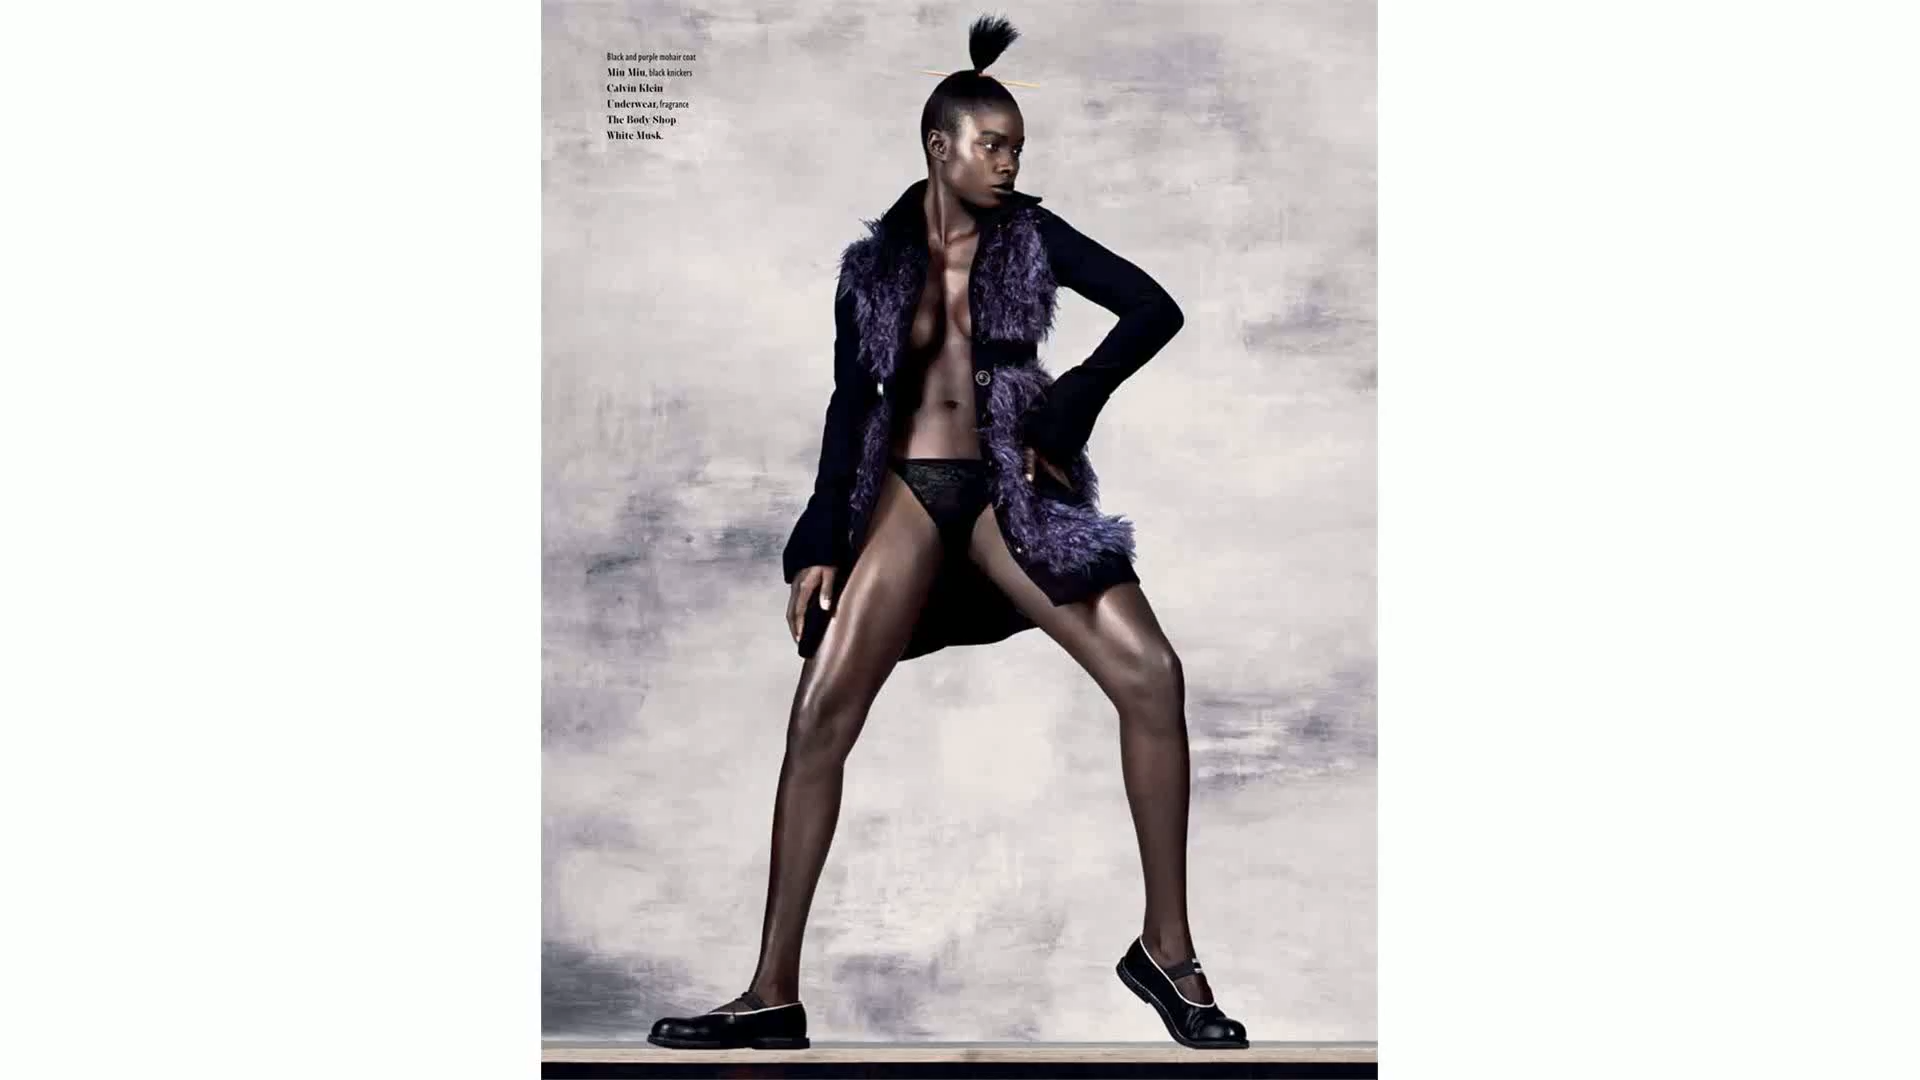 Black and purple mohair coat
Miu Miu, black knickers
Calvin Klein
Underwear, fragrance
The Body Shop
White Musk.